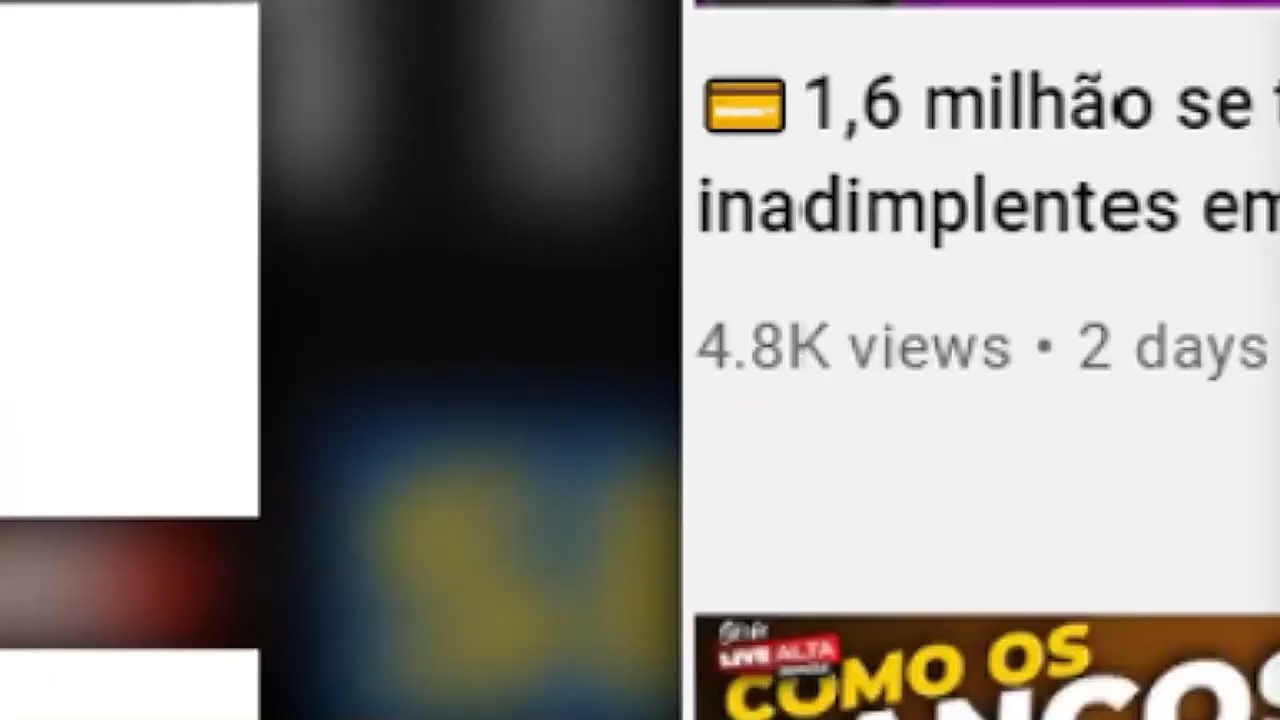 1,6 milhão se
inadimplentes em
4.8K views • 2 days
LIVE ALTA
COMO OS